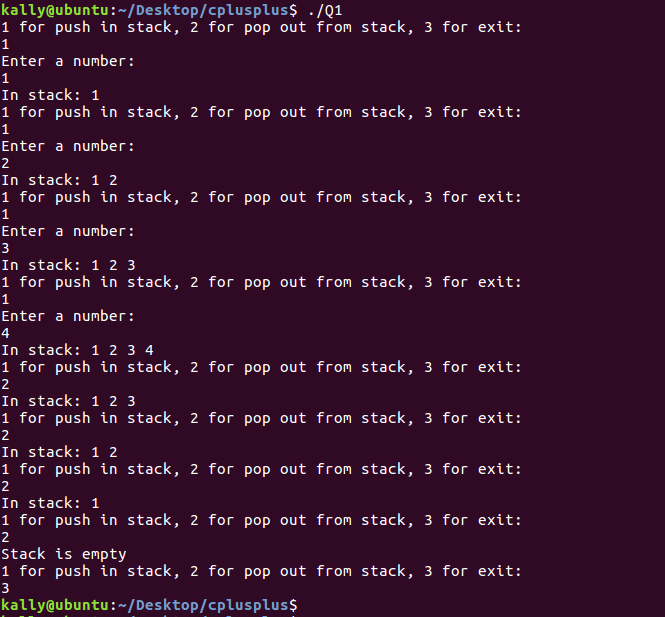 kally@ubuntu:~/Desktop/cplusplus$ ./Q1
1 for push in stack, 2 for pop out from stack, 3 for exit:
1
Enter a number:
1
In stack: 1
1 for push in stack, 2 for pop out from stack, 3 for exit:
1
Enter a number:
2
In stack: 1 2
1 for push in stack, 2 for pop out from stack, 3 for exit:
1
Enter a number:
3
In stack: 1 2 3
1 for push in stack, 2 for pop out from stack, 3 for exit:
1
Enter a number:
4
In stack: 1 2 3 4
1 for push in stack, 2 for pop out from stack, 3 for exit:
2
In stack: 1 2 3
1 for push in stack, 2 for pop out from stack, 3 for exit:
2
In stack: 1 2
1 for push in stack, 2 for pop out from stack, 3 for exit:
2
In stack: 1
1 for push in stack, 2 for pop out from stack, 3 for exit:
2
Stack is empty
1 for push in stack, 2 for pop out from stack, 3 for exit:
3
kally@ubuntu:~/Desktop/cplusplus$